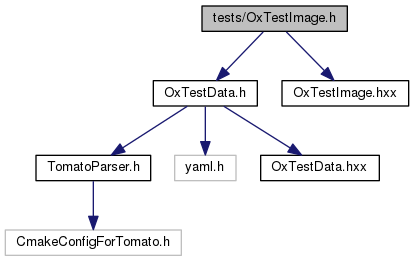 tests/OxTestImage.h
OxTestData.h
OxTestImage.hxx
TomatoParser.h
yaml.h
OxTestData.hxx
CmakeConfigForTomato.h